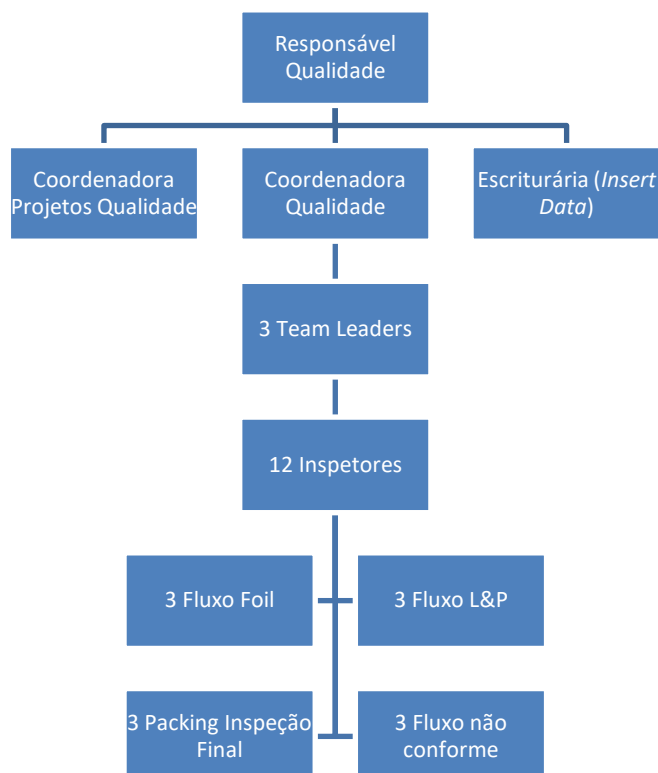 Responsável
Qualidade
Coordenadora
Projetos Qualidade
Coordenadora
Qualidade
Escriturária (Insert
Data)
3 Team Leaders
12 Inspetores
3 Fluxo Foil
3 Fluxo L&P
3 Packing Inspeção
Final
3 Fluxo não
conforme